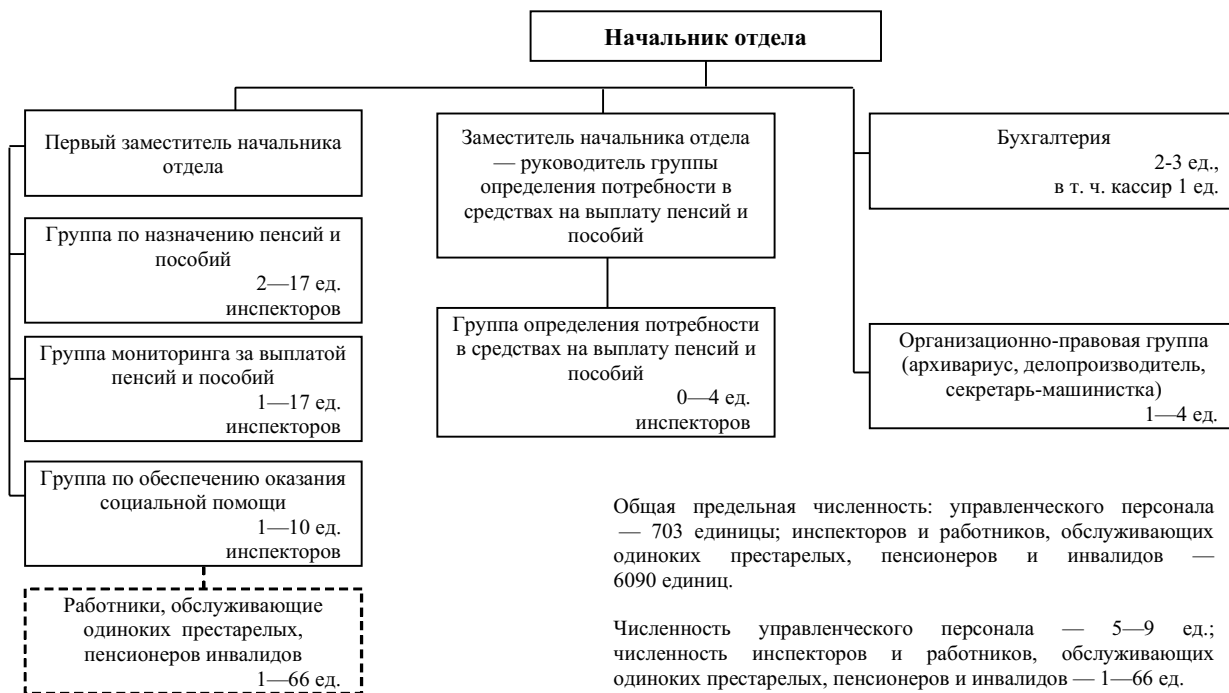 Начальник отдела
Первый заместитель начальника
отдела
Группа по назначению пенсий и
пособий
2—17 ед.
инспекторов
Группа мониторинга за выплатой
пенсий и пособий
1—17 ед.
инспекторов
Группа по обеспечению оказания
социальной помощи
1—10 ед.
инспекторов
Работники, обслуживающие
одиноких престарелых,
пенсионеров инвалидов
1—66 ед.
Заместитель начальника отдела
— руководитель группы
определения потребности в
средствах на выплату пенсий и
пособий
Группа определения потребности
в средствах на выплату пенсий и
пособий
0—4 ед.
инспекторов
Бухгалтерия
2-3 ед.,
в т. ч. кассир 1 ед.
Организационно-правовая группа
(архивариус, делопроизводитель,
секретарь-машинистка)
1—4 ед.
Общая предельная численность: управленческого персонала
— 703 единицы; инспекторов и работников, обслуживающих
одиноких престарелых, пенсионеров и инвалидов —
6090 единиц.
Численность управленческого персонала — 5—9 ед.;
численность инспекторов и работников, обслуживающих
одиноких престарелых, пенсионеров и инвалидов — 1—66 ед.